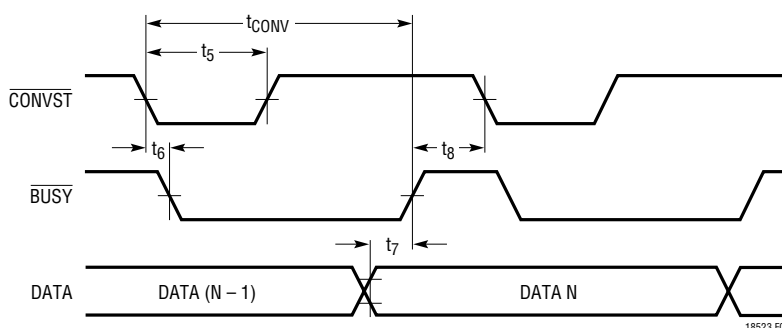 tCONV
t5
CONVST
t6
t8
BUSY
t7
DATA
DATA (N – 1)
DATA N